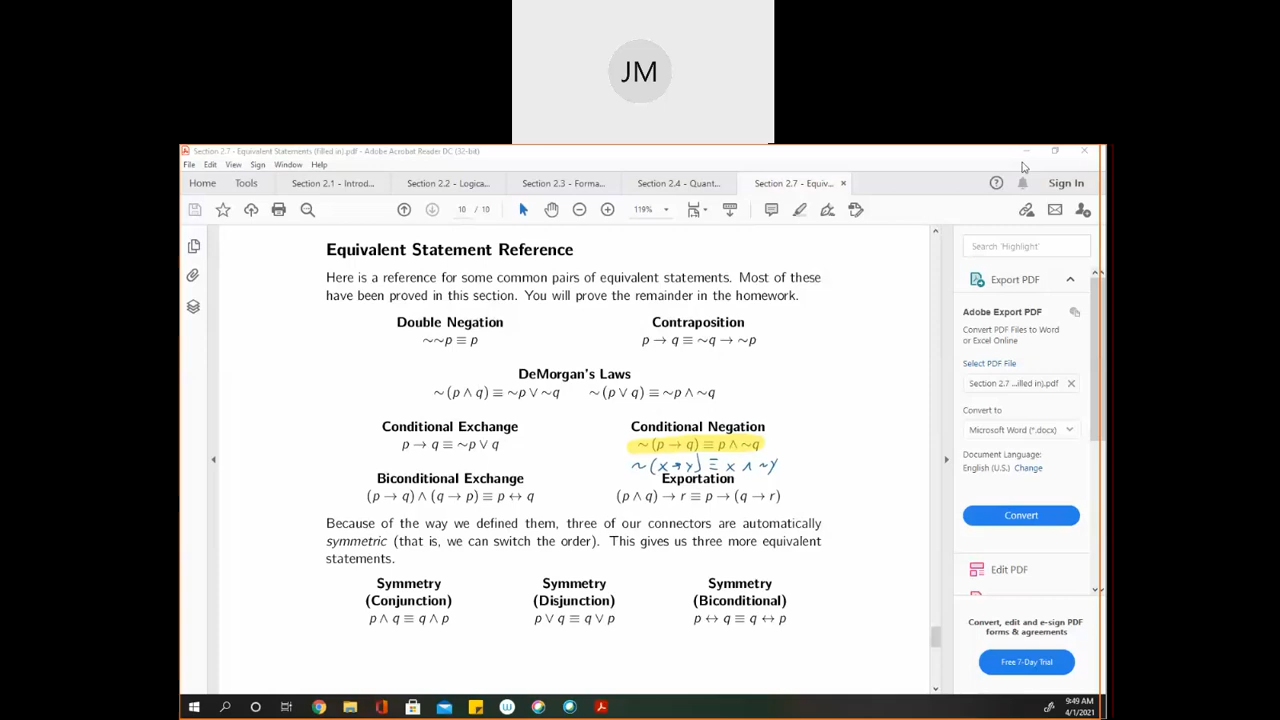 JM
Section 2.7 - Equivalent Statements (filled in).pdf - Adobe Acrobat Reader DC (32-bit)
File Edit View Sign Window Help
Home Tools Section 2.1 - Introd... Section 2.2 - Logica... Section 2.3 - Forma... Section 2.4 - Quant... Section 2.7 - Equiv... × Sign In
10 / 10 119%
Equivalent Statement Reference
Here is a reference for some common pairs of equivalent statements. Most of these
have been proved in this section. You will prove the remainder in the homework.
Double Negation Contraposition
∼∼p ≡ p p → q ≡ ∼q → ∼p
DeMorgan's Laws
∼(p ∧ q) ≡ ∼p ∨ ∼q ∼(p ∨ q) ≡ ∼p ∧ ∼q
Conditional Exchange Conditional Negation
p → q ≡ ∼p ∨ q ∼(p → q) ≡ p ∧ ∼q
~(x→y) ≡ x ∧ ~y
Biconditional Exchange Exportation
(p → q) ∧ (q → p) ≡ p ↔ q (p ∧ q) → r ≡ p → (q → r)
Because of the way we defined them, three of our connectors are automatically
symmetric (that is, we can switch the order). This gives us three more equivalent
statements.
Symmetry Symmetry Symmetry
(Conjunction) (Disjunction) (Biconditional)
p ∧ q ≡ q ∧ p p ∨ q ≡ q ∨ p p ↔ q ≡ q ↔ p
Search 'Highlight'
Export PDF
Adobe Export PDF
Convert PDF Files to Word
or Excel Online
Select PDF File
Section 2.7 ...illed in).pdf ×
Convert to
Microsoft Word (*.docx)
Document Language:
English (U.S.) Change
Convert
Edit PDF
Convert, edit and e-sign PDF
forms & agreements
Free 7-Day Trial
9:49 AM
4/1/2021